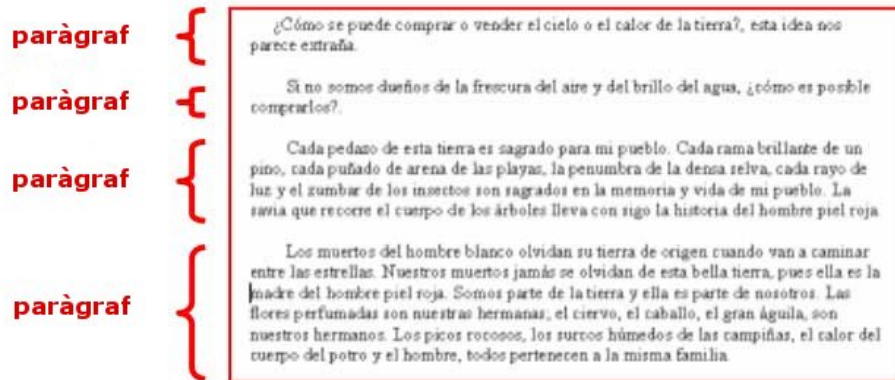 paràgraf
¿Cómo se puede comprar o vender el cielo o el calor de la tierra?, esta idea nos
parece extraña.
paràgraf
Si no somos dueños de la frescura del aire y del brillo del agua, ¿cómo es posible
comprarlos?.
paràgraf
Cada pedazo de esta tierra es sagrado para mi pueblo. Cada rama brillante de un
pino, cada puñado de arena de las playas, la penumbra de la densa selva, cada rayo de
luz y el zumbar de los insectos son sagrados en la memoria y vida de mi pueblo. La
savia que recorre el cuerpo de los árboles lleva con sigo la historia del hombre piel roja
paràgraf
Los muertos del hombre blanco olvidan su tierra de origen cuando van a caminar
entre las estrellas. Nuestros muertos jamás se olvidan de esta bella tierra, pues ella es la
madre del hombre piel roja. Somos parte de la tierra y ella es parte de nosotros. Las
flores perfumadas son nuestras hermanas; el ciervo, el caballo, el gran águila, son
nuestros hermanos. Los picos rocosos, los surcos húmedos de las campiñas, el calor del
cuerpo del potro y el hombre, todos pertenecen a la misma familia.